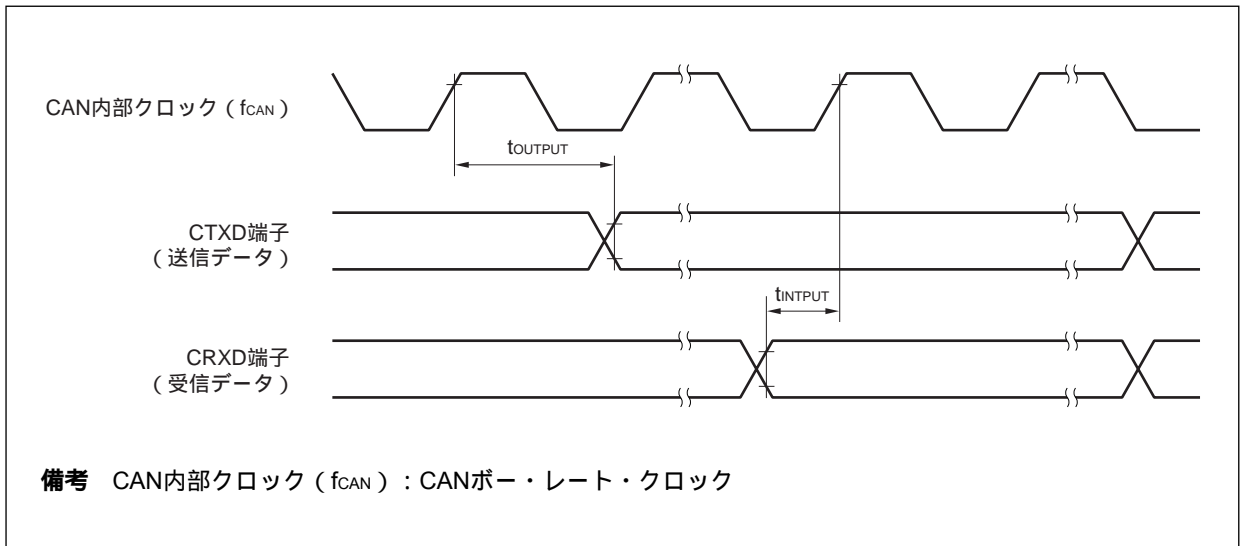 CAN内部クロック（fCAN）
tOUTPUT
CTXD端子
（送信データ）
tINTPUT
CRXD端子
（受信データ）
備考 CAN内部クロック（fCAN）：CANボー・レート・クロック